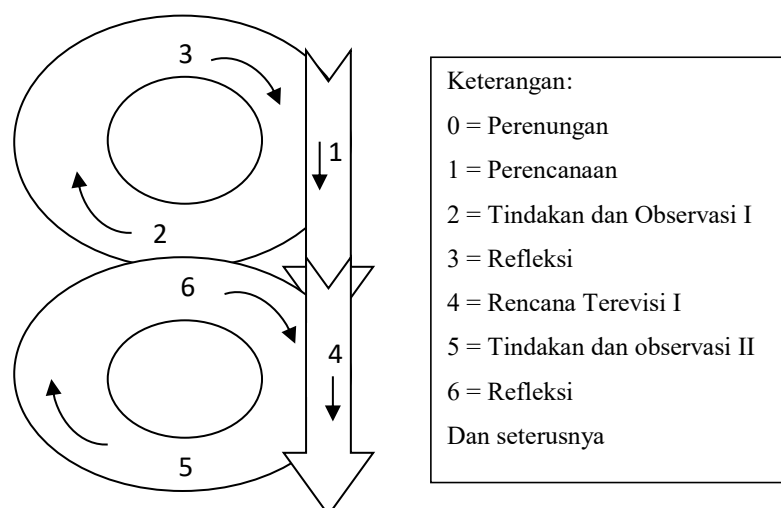 3
1
2
6
4
5
Keterangan:
0 = Perenungan
1 = Perencanaan
2 = Tindakan dan Observasi I
3 = Refleksi
4 = Rencana Terevisi I
5 = Tindakan dan observasi II
6 = Refleksi
Dan seterusnya